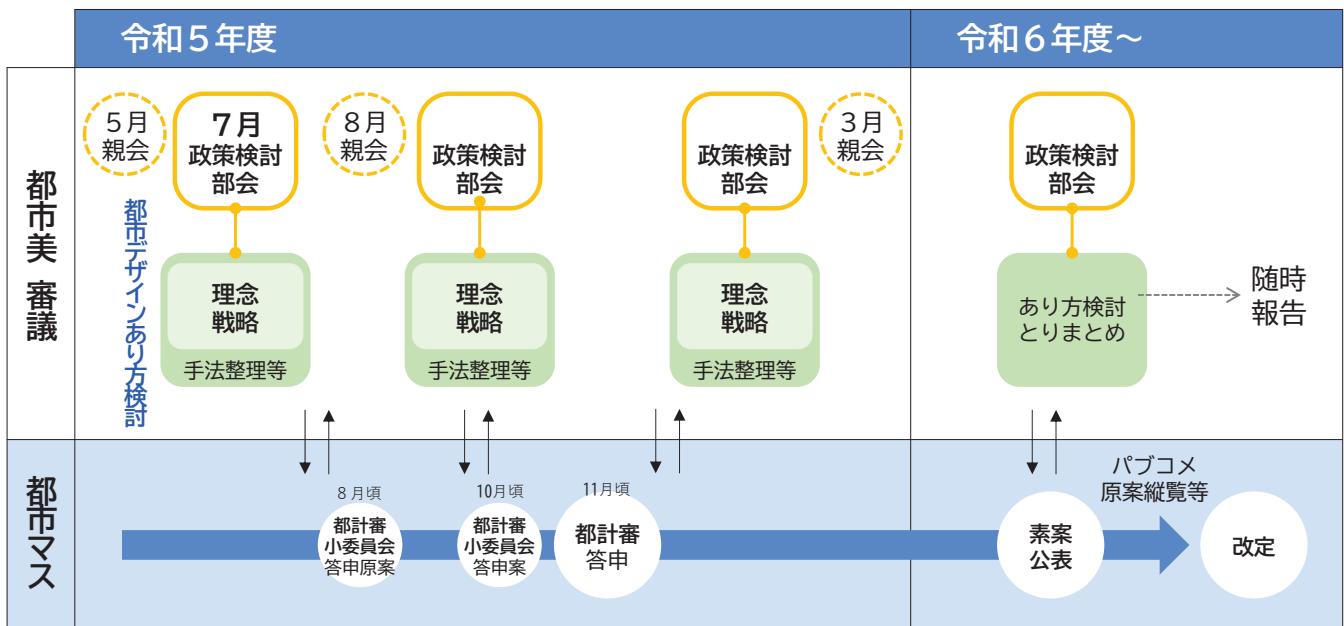 令和５年度
令和６年度～
都市美 審議
５月
親会
７月
政策検討
部会
８月
親会
政策検討
部会
政策検討
部会
３月
親会
政策検討
部会
都市デザインあり方検討
理念
戦略
手法整理等
理念
戦略
手法整理等
理念
戦略
手法整理等
あり方検討
とりまとめ
随時
報告
都市マス
８月頃
都計審
小委員会
答申原案
10月頃
都計審
小委員会
答申案
11月頃
都計審
答申
素案
公表
パブコメ
原案縦覧等
改定